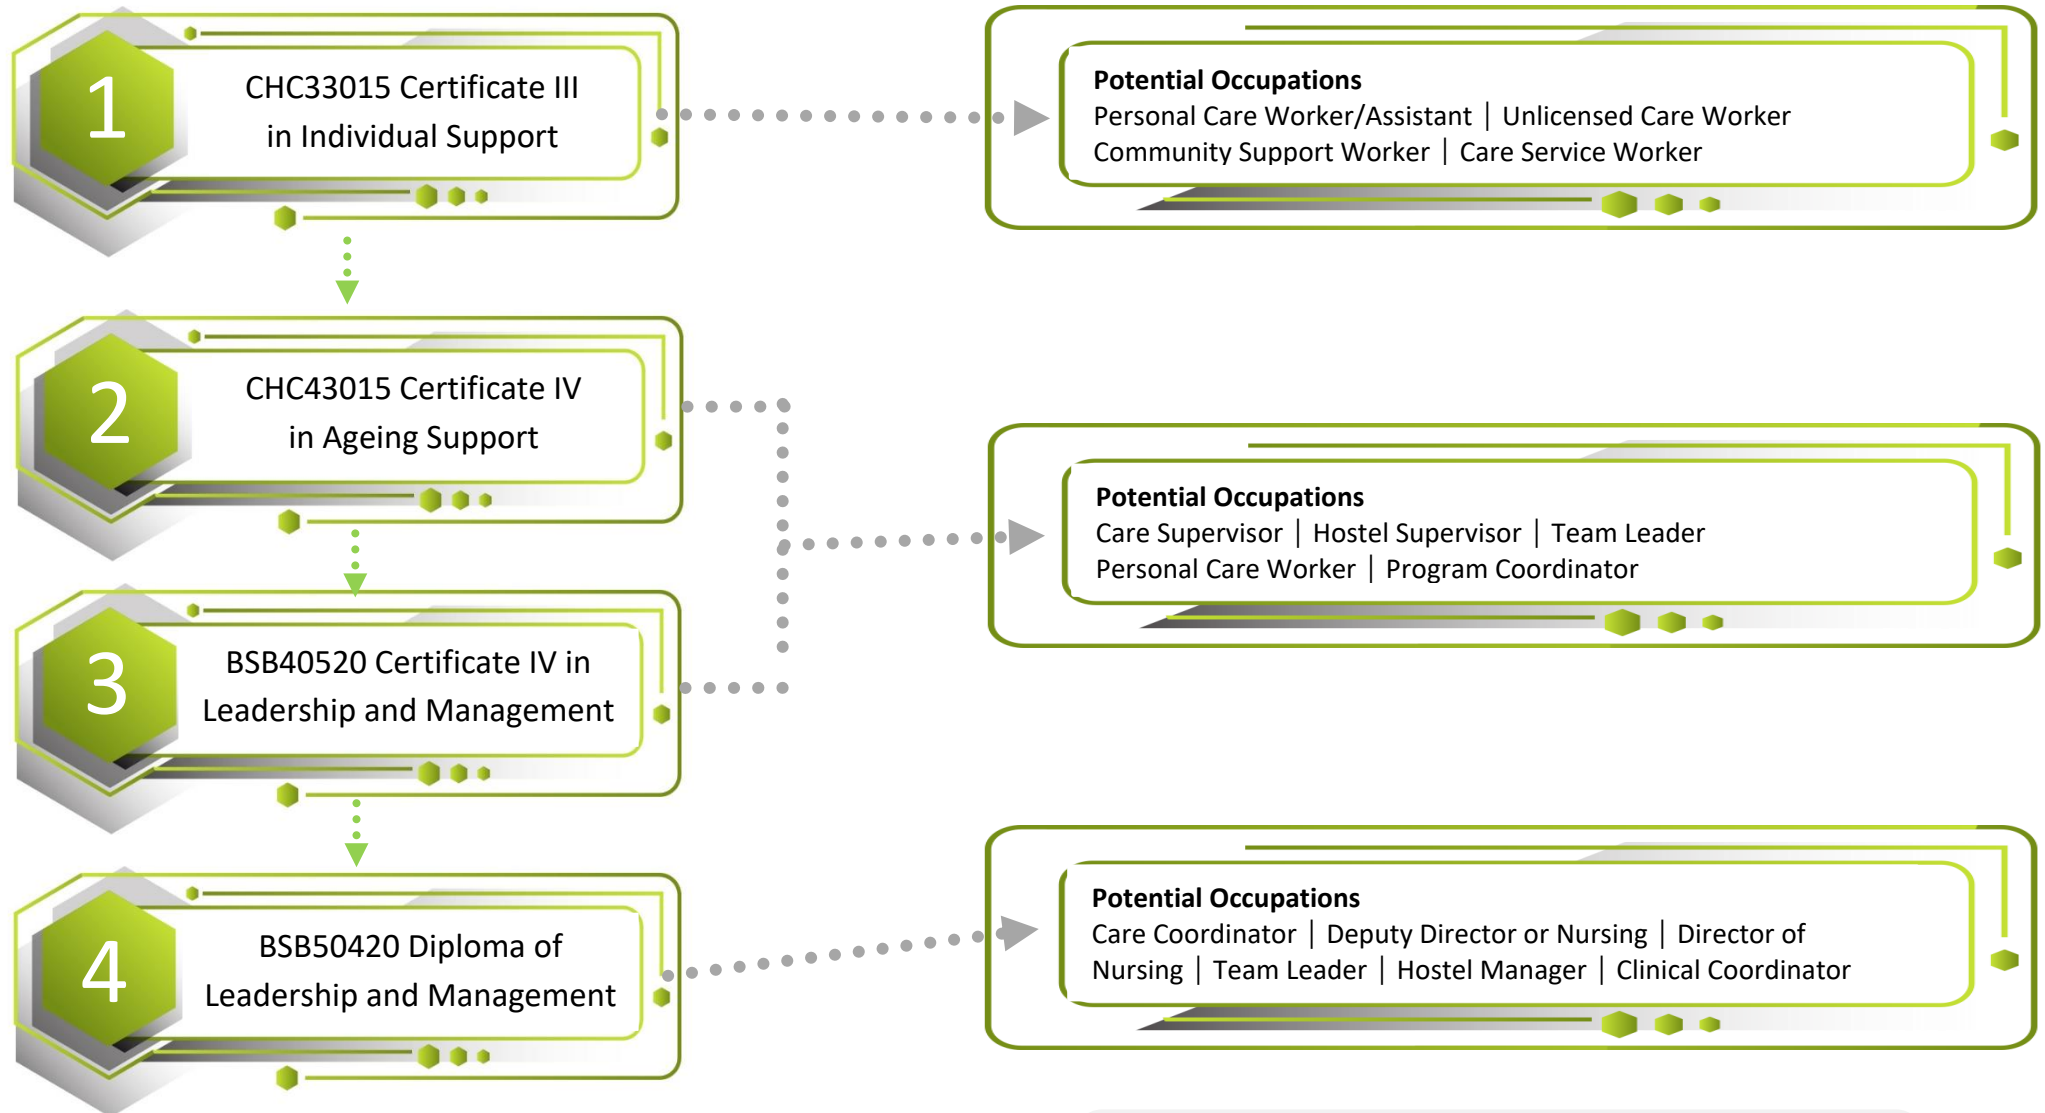 1
CHC33015 Certificate III
in Individual Support
Potential Occupations
Personal Care Worker/Assistant | Unlicensed Care Worker
Community Support Worker | Care Service Worker
2
CHC43015 Certificate IV
in Ageing Support
Potential Occupations
Care Supervisor | Hostel Supervisor | Team Leader
Personal Care Worker | Program Coordinator
3
BSB40520 Certificate IV in
Leadership and Management
4
BSB50420 Diploma of
Leadership and Management
Potential Occupations
Care Coordinator | Deputy Director or Nursing | Director of
Nursing | Team Leader | Hostel Manager | Clinical Coordinator